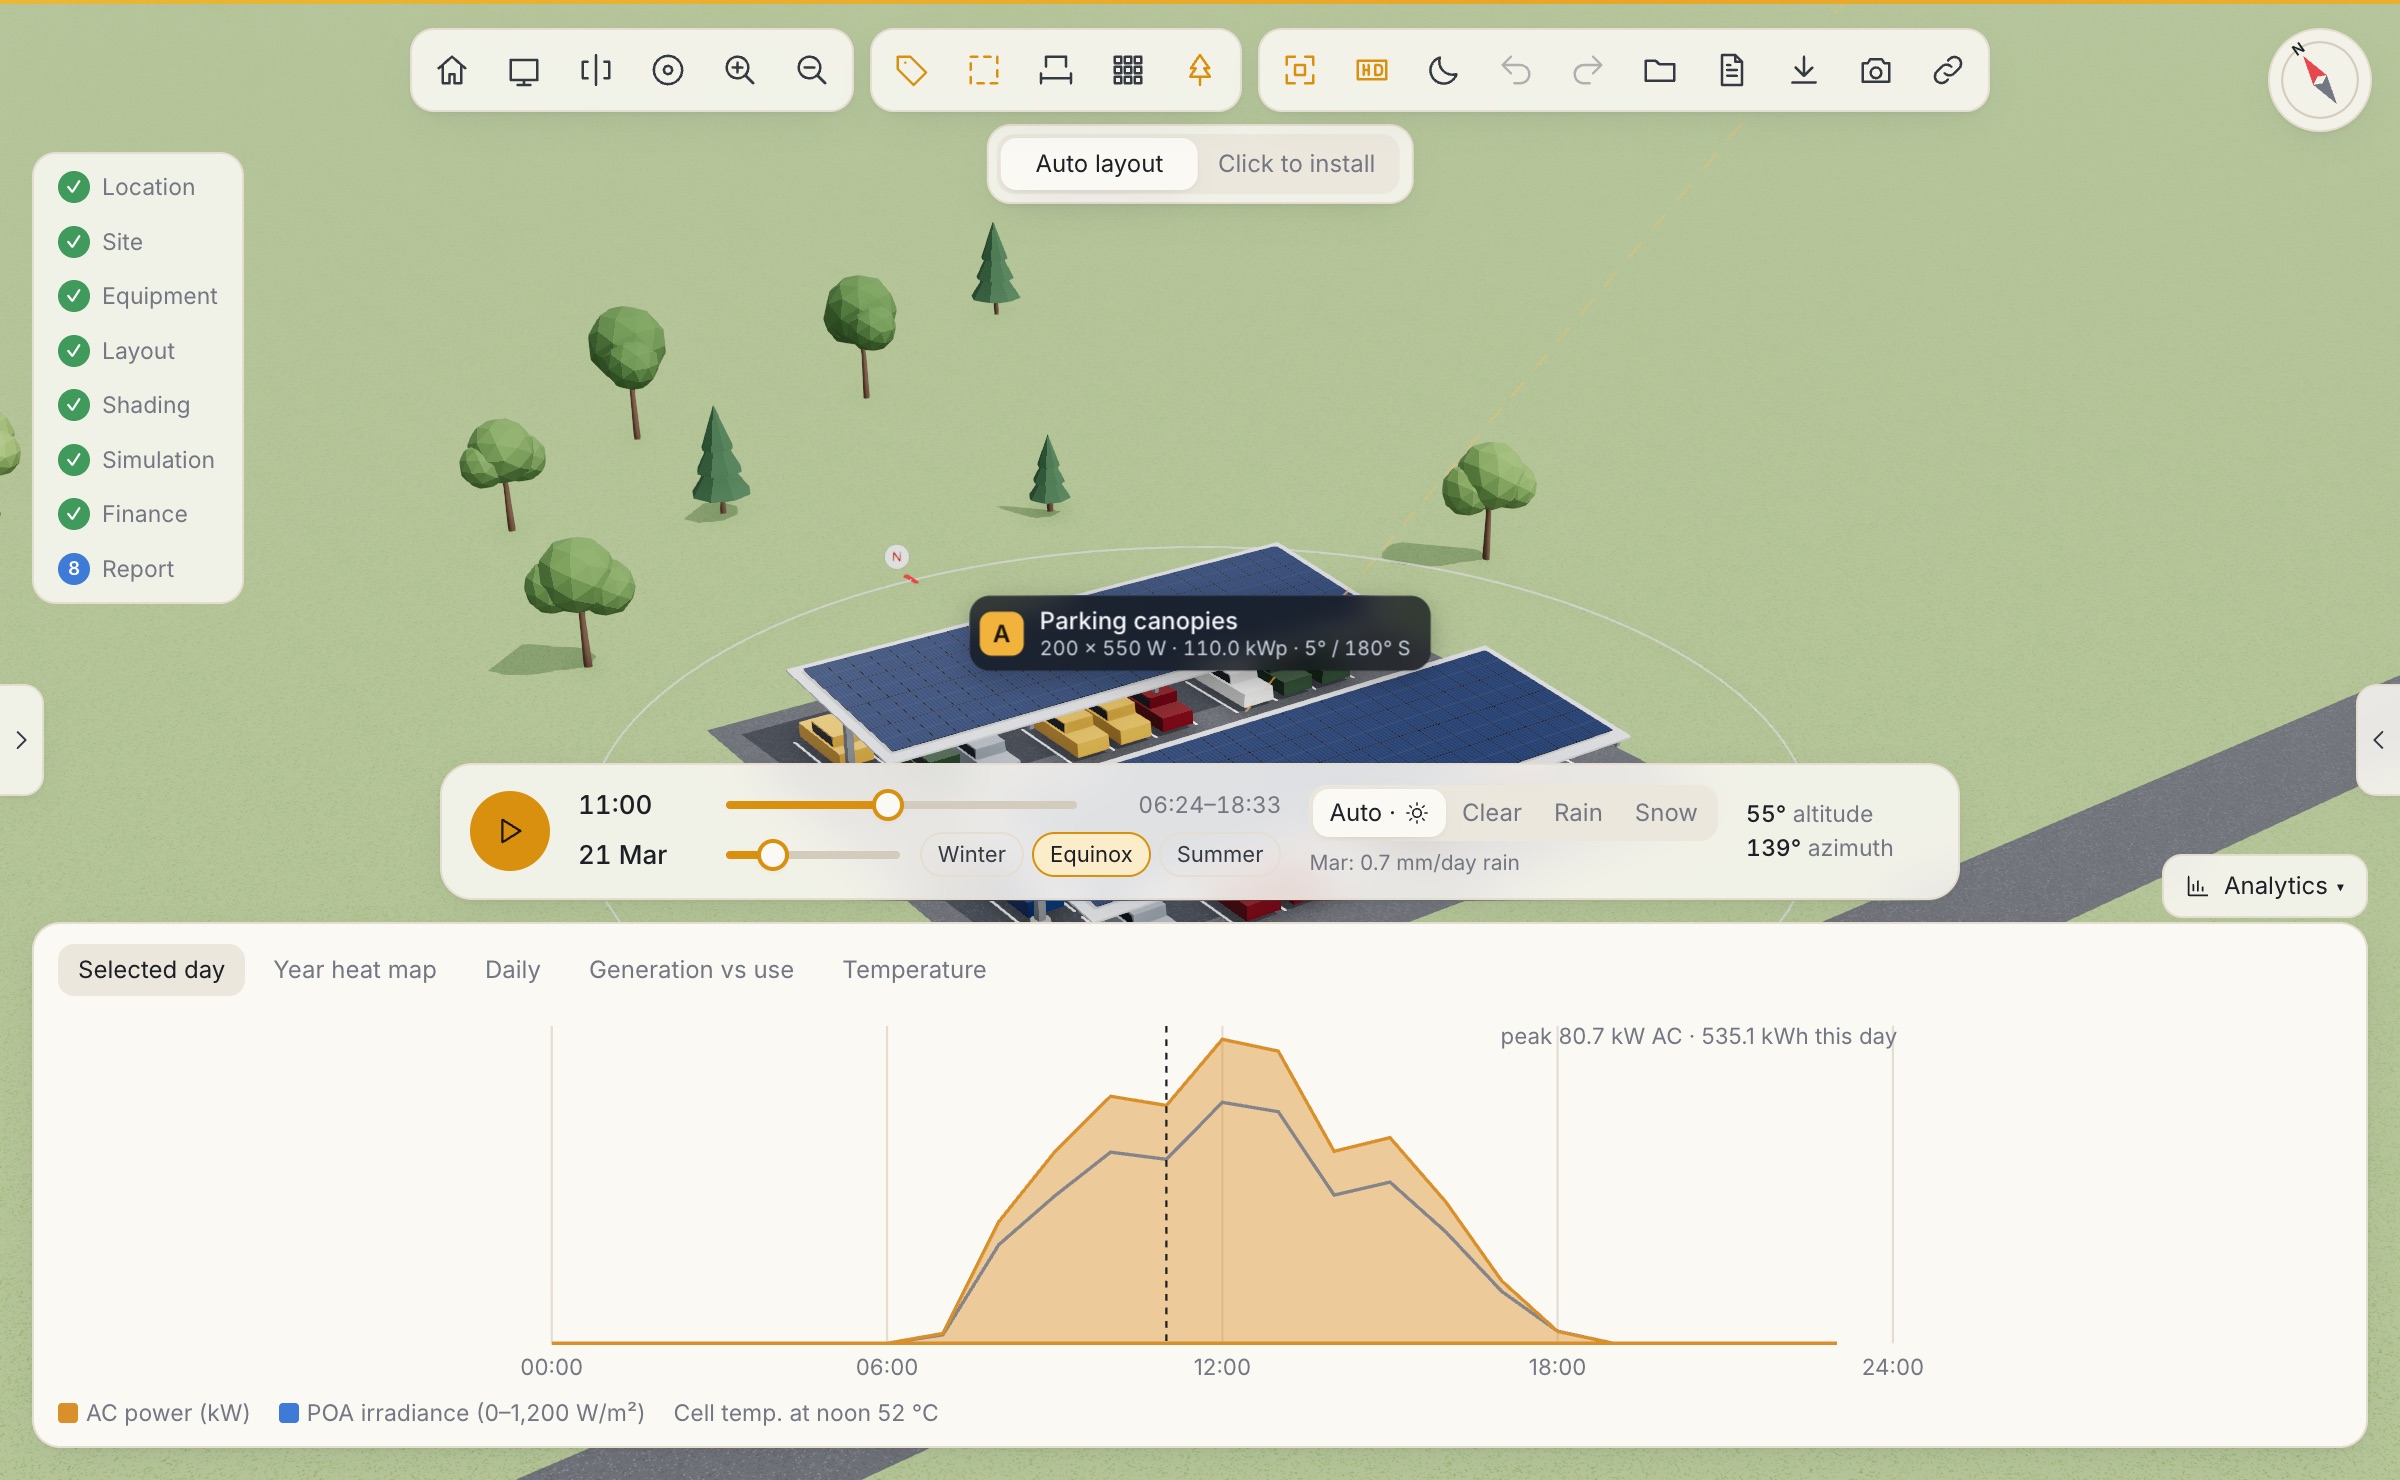 HD
N
Auto layout
Click to install
Location
Site
Equipment
Layout
Shading
Simulation
Finance
8 Report
N
A
Parking canopies
200 × 550 W · 110.0 kWp · 5° / 180° S
11:00
06:24–18:33
21 Mar
Winter
Equinox
Summer
Auto ·
Clear
Rain
Snow
Mar: 0.7 mm/day rain
55° altitude
139° azimuth
Analytics ▾
Selected day
Year heat map
Daily
Generation vs use
Temperature
peak 80.7 kW AC · 535.1 kWh this day
00:00
06:00
12:00
18:00
24:00
AC power (kW)
POA irradiance (0–1,200 W/m²)
Cell temp. at noon 52 °C